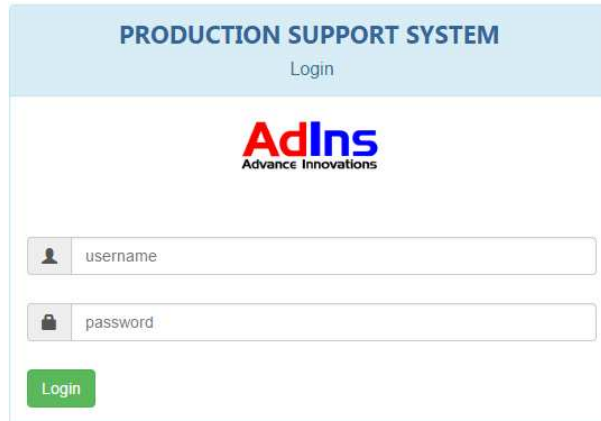 PRODUCTION SUPPORT SYSTEM
Login
AdIns
Advance Innovations
username
password
Login